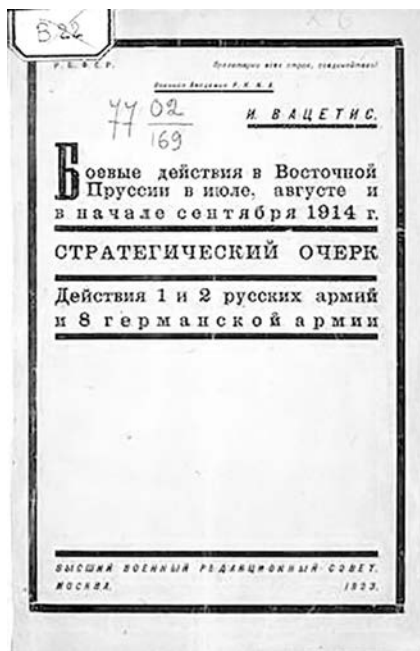 Б 22
Р. С. Ф. С. Р. Пролетарии всех стран, соединяйтесь!
Военная Академия Р. К. К. А.
77 02
169
И. ВАЦЕТИС.
Боевые действия в Восточной
Пруссии в июле, августе и
в начале сентября 1914 г.
СТРАТЕГИЧЕСКИЙ ОЧЕРК
Действия 1 и 2 русских армий
и 8 германской армии
ВЫСШИЙ ВОЕННЫЙ РЕДАКЦИОННЫЙ СОВЕТ.
МОСКВА. 1923.